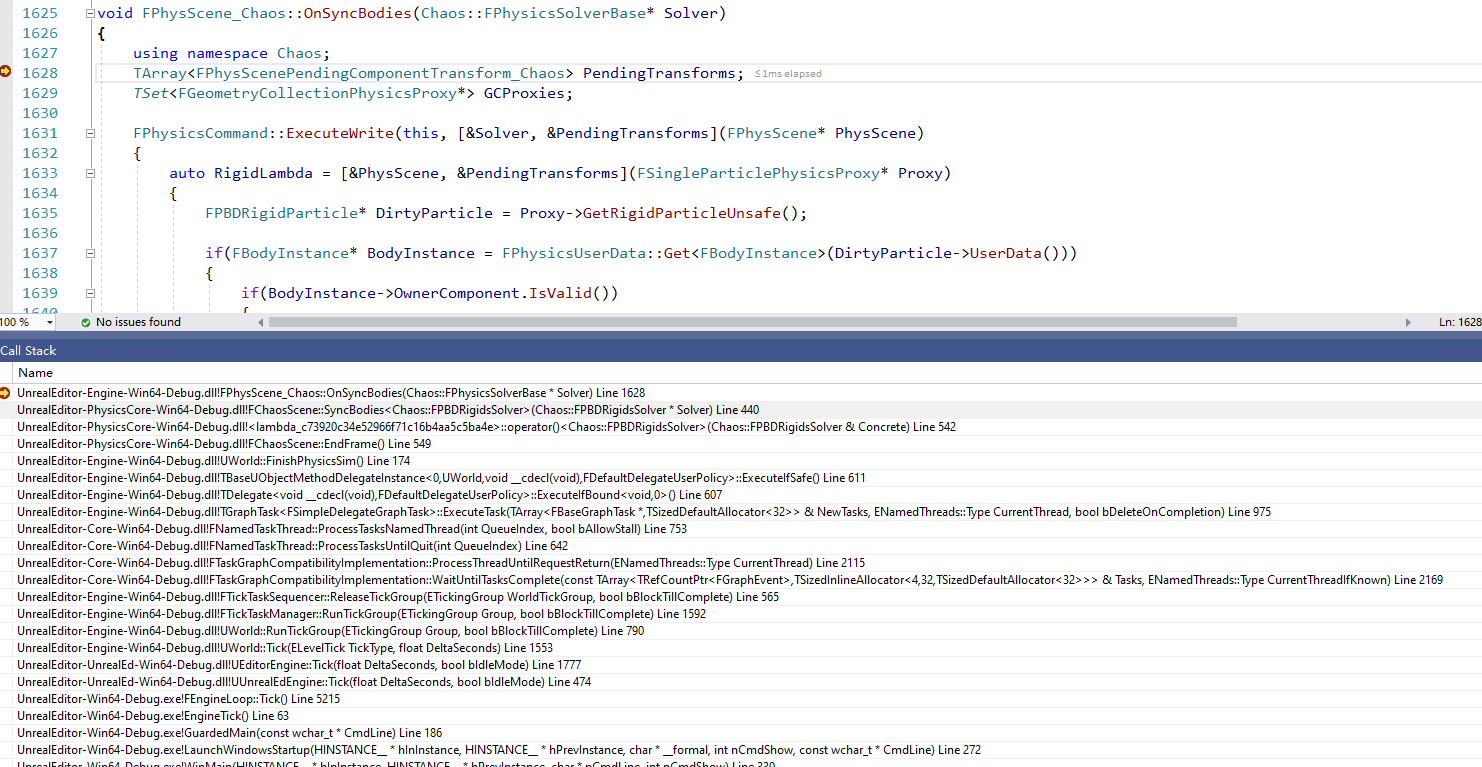 1625 void FPhysScene_Chaos::OnSyncBodies(Chaos::FPhysicsSolverBase* Solver)
1626 {
1627 using namespace Chaos;
1628 TArray<FPhysScenePendingComponentTransform_Chaos> PendingTransforms; ≤1ms elapsed
1629 TSet<FGeometryCollectionPhysicsProxy*> GCProxies;
1630
1631 FPhysicsCommand::ExecuteWrite(this, [&Solver, &PendingTransforms](FPhysScene* PhysScene)
1632 {
1633 auto RigidLambda = [&PhysScene, &PendingTransforms](FSingleParticlePhysicsProxy* Proxy)
1634 {
1635 FPBDRigidParticle* DirtyParticle = Proxy->GetRigidParticleUnsafe();
1636
1637 if(FBodyInstance* BodyInstance = FPhysicsUserData::Get<FBodyInstance>(DirtyParticle->UserData()))
1638 {
1639 if(BodyInstance->OwnerComponent.IsValid())
1640 {
100 % No issues found Ln: 1628
Call Stack
Name
UnrealEditor-Engine-Win64-Debug.dll!FPhysScene_Chaos::OnSyncBodies(Chaos::FPhysicsSolverBase * Solver) Line 1628
UnrealEditor-PhysicsCore-Win64-Debug.dll!FChaosScene::SyncBodies<Chaos::FPBDRigidsSolver>(Chaos::FPBDRigidsSolver * Solver) Line 440
UnrealEditor-PhysicsCore-Win64-Debug.dll!<lambda_c73920c34e52966f71c16b4aa5c5ba4e>::operator()<Chaos::FPBDRigidsSolver>(Chaos::FPBDRigidsSolver & Concrete) Line 542
UnrealEditor-PhysicsCore-Win64-Debug.dll!FChaosScene::EndFrame() Line 549
UnrealEditor-Engine-Win64-Debug.dll!UWorld::FinishPhysicsSim() Line 174
UnrealEditor-Engine-Win64-Debug.dll!TBaseUObjectMethodDelegateInstance<0,UWorld,void __cdecl(void),FDefaultDelegateUserPolicy>::ExecuteIfSafe() Line 611
UnrealEditor-Engine-Win64-Debug.dll!TDelegate<void __cdecl(void),FDefaultDelegateUserPolicy>::ExecuteIfBound<void,0>() Line 607
UnrealEditor-Engine-Win64-Debug.dll!TGraphTask<FSimpleDelegateGraphTask>::ExecuteTask(TArray<FBaseGraphTask *,TSizedDefaultAllocator<32>> & NewTasks, ENamedThreads::Type CurrentThread, bool bDeleteOnCompletion) Line 975
UnrealEditor-Core-Win64-Debug.dll!FNamedTaskThread::ProcessTasksNamedThread(int QueueIndex, bool bAllowStall) Line 753
UnrealEditor-Core-Win64-Debug.dll!FNamedTaskThread::ProcessTasksUntilQuit(int QueueIndex) Line 642
UnrealEditor-Core-Win64-Debug.dll!FTaskGraphCompatibilityImplementation::ProcessThreadUntilRequestReturn(ENamedThreads::Type CurrentThread) Line 2115
UnrealEditor-Core-Win64-Debug.dll!FTaskGraphCompatibilityImplementation::WaitUntilTasksComplete(const TArray<TRefCountPtr<FGraphEvent>,TSizedInlineAllocator<4,32,TSizedDefaultAllocator<32>>> & Tasks, ENamedThreads::Type CurrentThreadIfKnown) Line 2169
UnrealEditor-Engine-Win64-Debug.dll!FTickTaskSequencer::ReleaseTickGroup(ETickingGroup WorldTickGroup, bool bBlockTillComplete) Line 565
UnrealEditor-Engine-Win64-Debug.dll!FTickTaskManager::RunTickGroup(ETickingGroup Group, bool bBlockTillComplete) Line 1592
UnrealEditor-Engine-Win64-Debug.dll!UWorld::RunTickGroup(ETickingGroup Group, bool bBlockTillComplete) Line 790
UnrealEditor-Engine-Win64-Debug.dll!UWorld::Tick(ELevelTick TickType, float DeltaSeconds) Line 1553
UnrealEditor-UnrealEd-Win64-Debug.dll!UEditorEngine::Tick(float DeltaSeconds, bool bIdleMode) Line 1777
UnrealEditor-UnrealEd-Win64-Debug.dll!UUnrealEdEngine::Tick(float DeltaSeconds, bool bIdleMode) Line 474
UnrealEditor-Win64-Debug.exe!FEngineLoop::Tick() Line 5215
UnrealEditor-Win64-Debug.exe!EngineTick() Line 63
UnrealEditor-Win64-Debug.exe!GuardedMain(const wchar_t * CmdLine) Line 186
UnrealEditor-Win64-Debug.exe!LaunchWindowsStartup(HINSTANCE__ * hInInstance, HINSTANCE__ * hPrevInstance, char * __formal, int nCmdShow, const wchar_t * CmdLine) Line 272
UnrealEditor-Win64-Debug.exe!WinMain(HINSTANCE__ * hInInstance, HINSTANCE__ * hPrevInstance, char * pCmdLine, int nCmdShow) Line 330